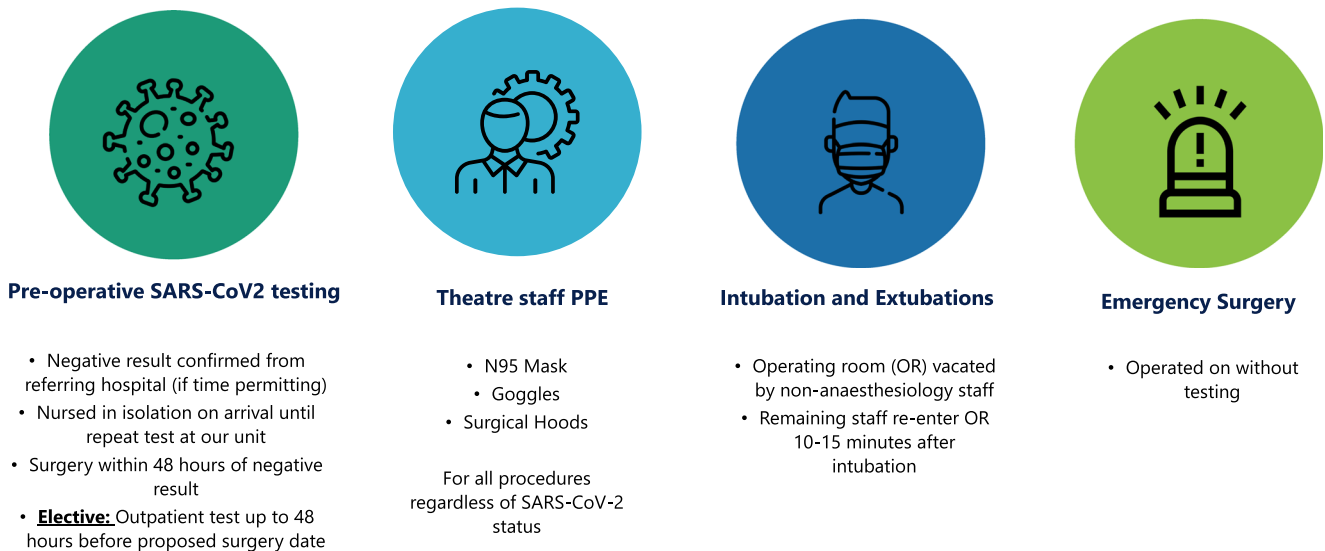 Pre-operative SARS-CoV2 testing
• Negative result confirmed from
referring hospital (if time permitting)
• Nursed in isolation on arrival until
repeat test at our unit
• Surgery within 48 hours of negative
result
• Elective: Outpatient test up to 48
hours before proposed surgery date
Theatre staff PPE
• N95 Mask
• Goggles
• Surgical Hoods
For all procedures
regardless of SARS-CoV-2
status
Intubation and Extubations
• Operating room (OR) vacated
by non-anaesthesiology staff
• Remaining staff re-enter OR
10-15 minutes after
intubation
Emergency Surgery
• Operated on without
testing